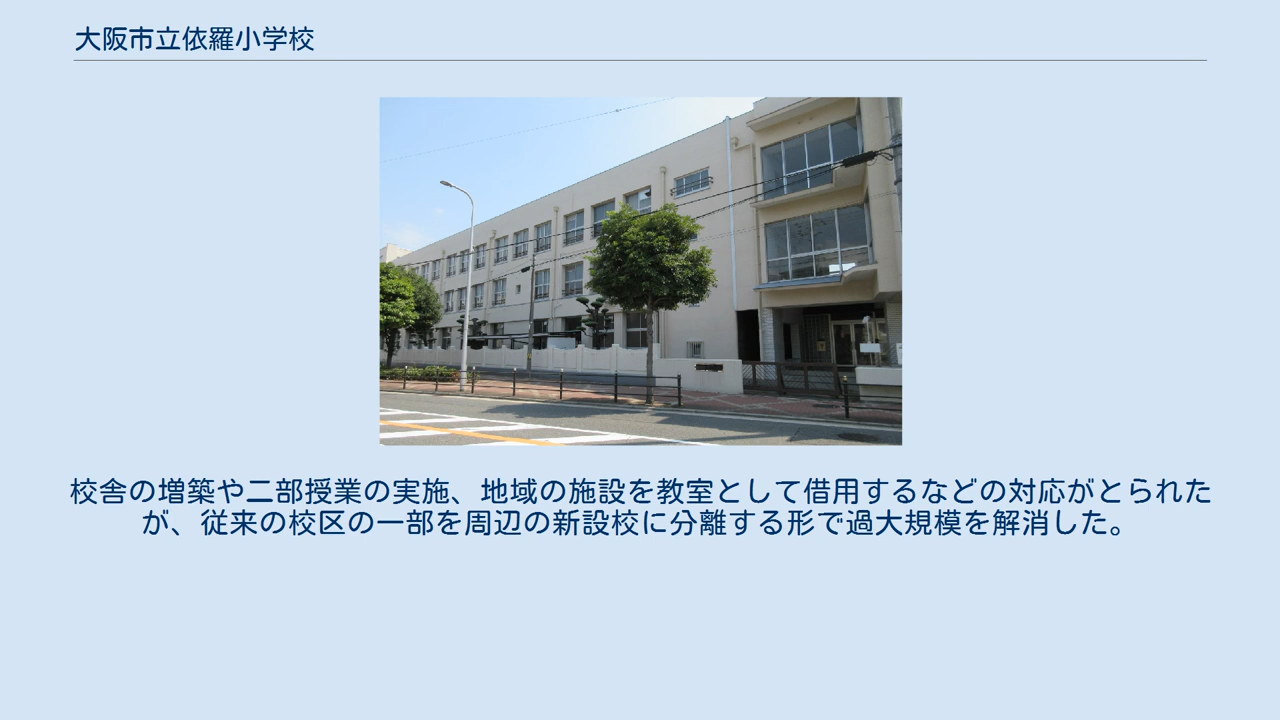 大阪市立依羅小学校
校舎の増築や二部授業の実施、地域の施設を教室として借用するなどの対応がとられた
が、従来の校区の一部を周辺の新設校に分離する形で過大規模を解消した。